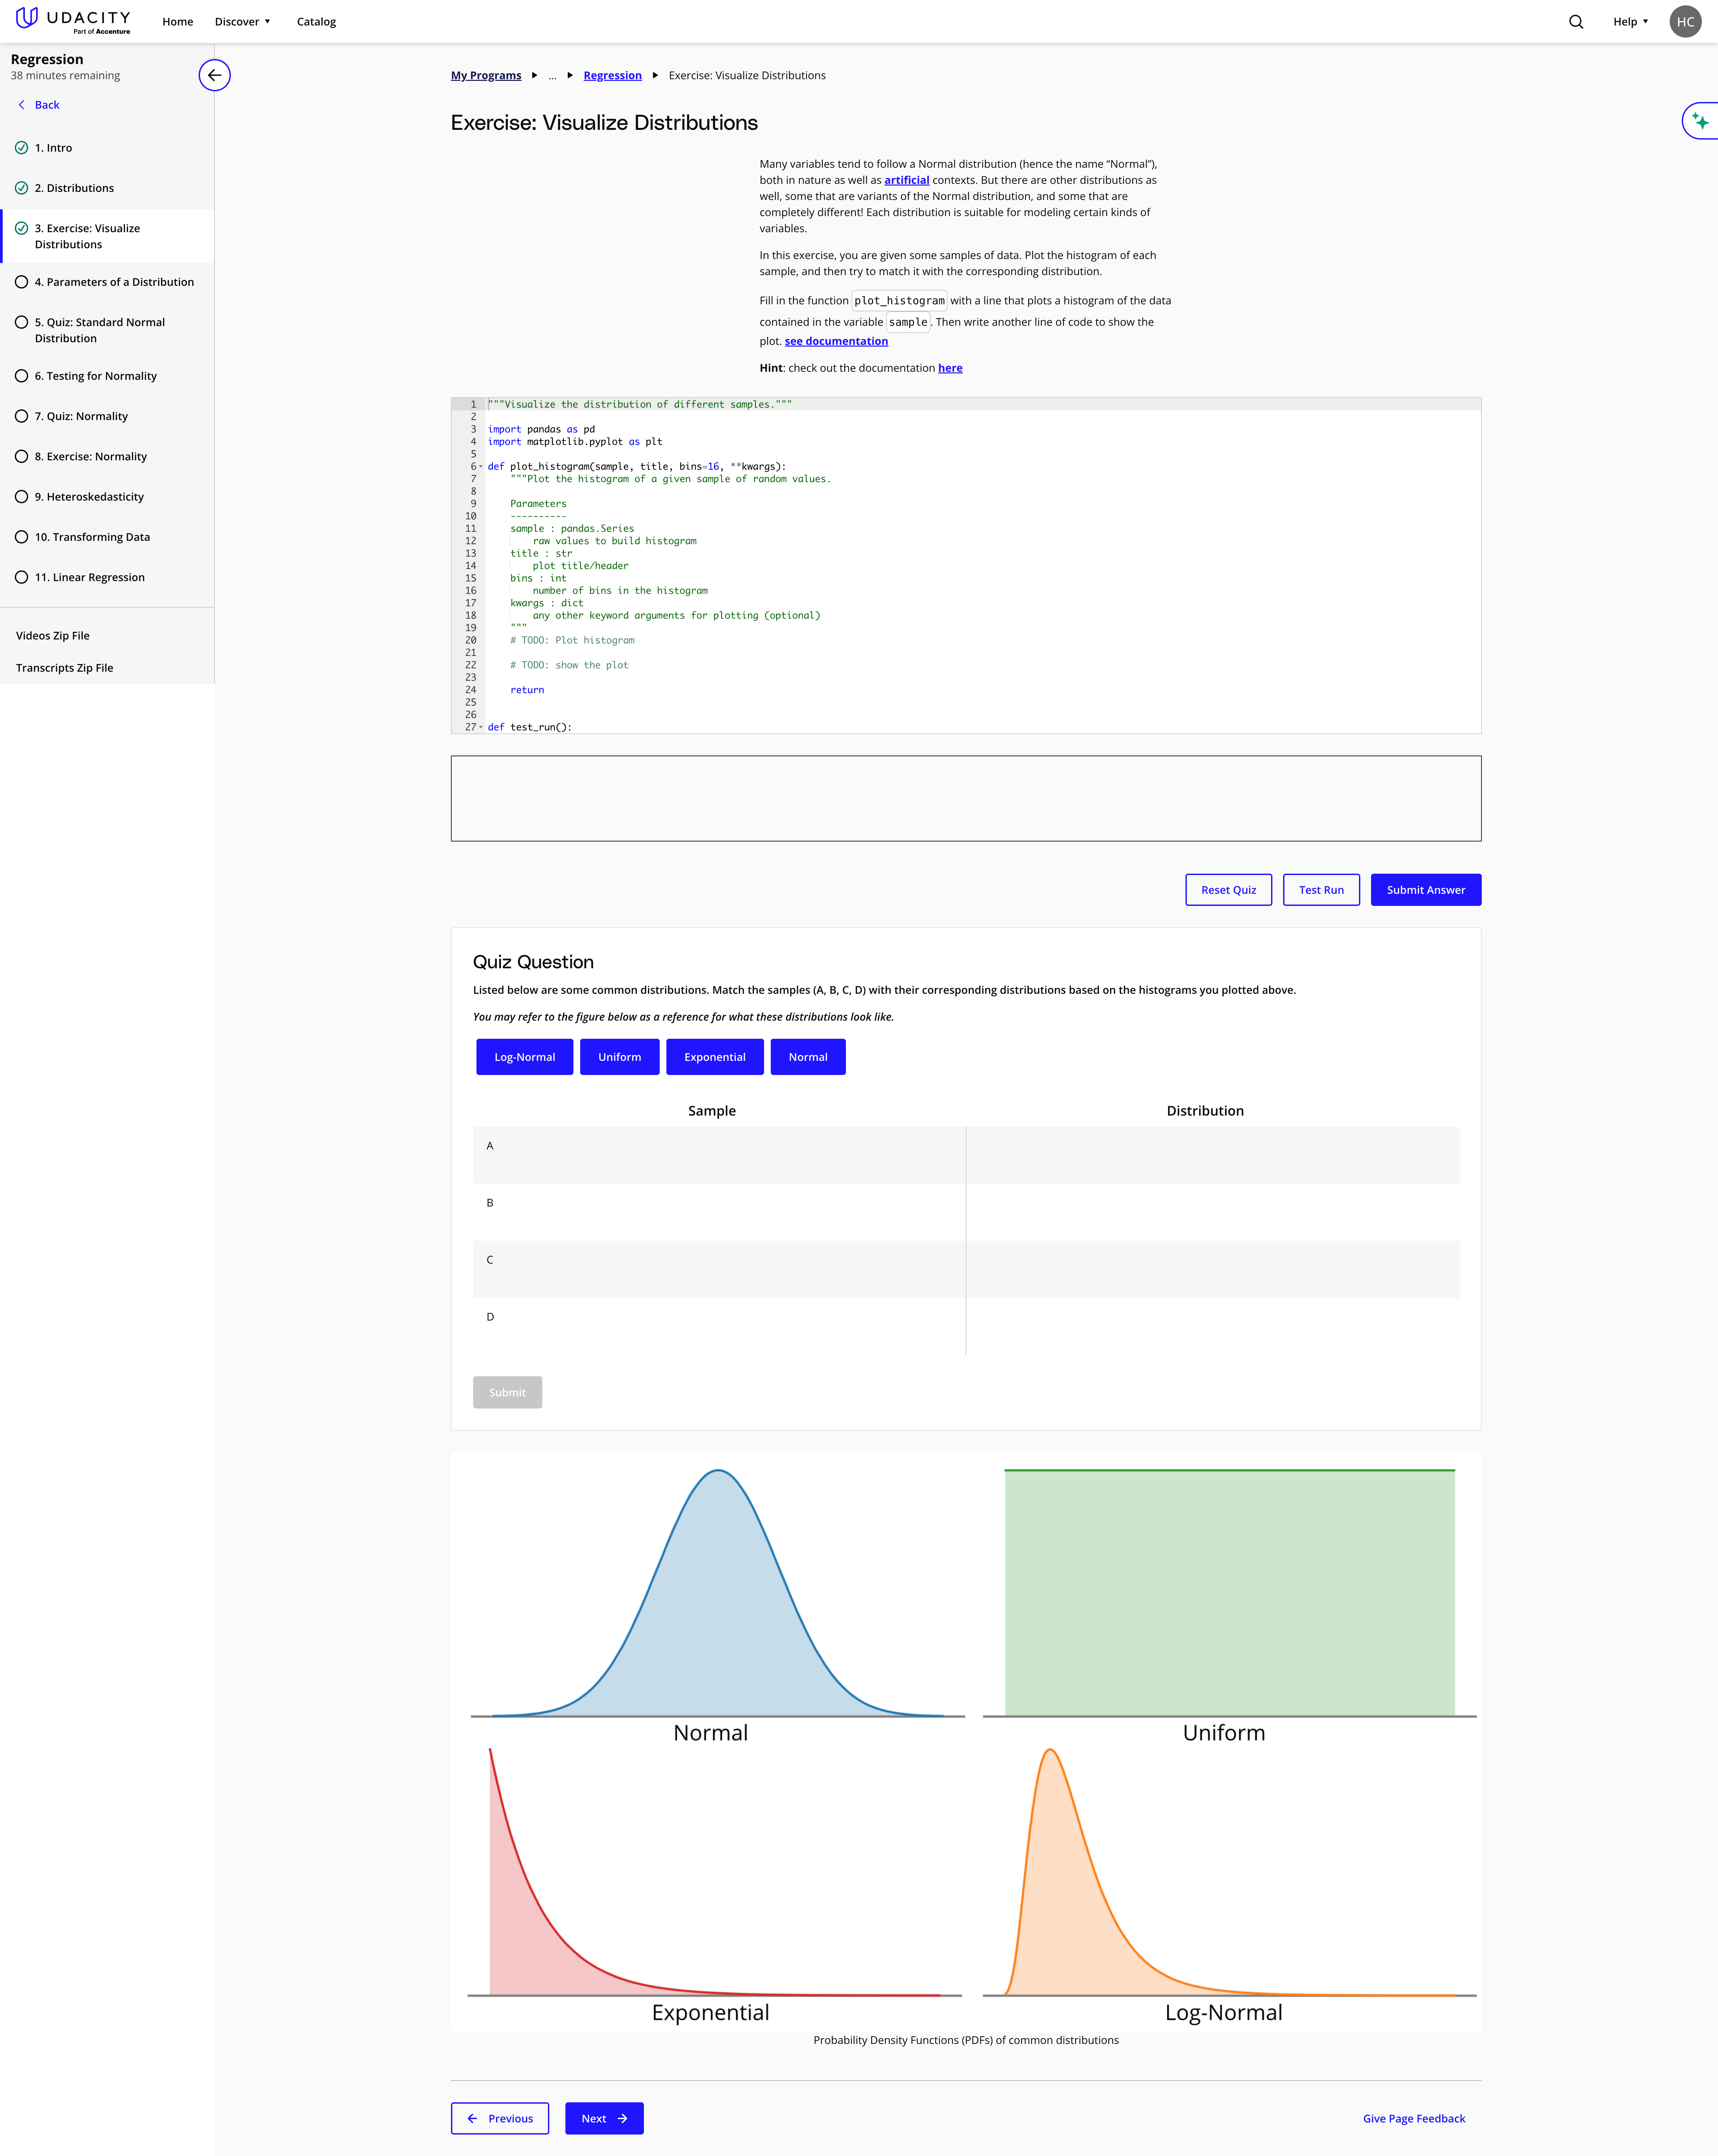 UDACITY
Part of Accenture
Home
Discover
Catalog
Help
HC
Regression
38 minutes remaining
Back
1. Intro
2. Distributions
3. Exercise: Visualize
Distributions
4. Parameters of a Distribution
5. Quiz: Standard Normal
Distribution
6. Testing for Normality
7. Quiz: Normality
8. Exercise: Normality
9. Heteroskedasticity
10. Transforming Data
11. Linear Regression
Videos Zip File
Transcripts Zip File
My Programs ... Regression Exercise: Visualize Distributions
Exercise: Visualize Distributions
Many variables tend to follow a Normal distribution (hence the name “Normal”),
both in nature as well as artificial contexts. But there are other distributions as
well, some that are variants of the Normal distribution, and some that are
completely different! Each distribution is suitable for modeling certain kinds of
variables.
In this exercise, you are given some samples of data. Plot the histogram of each
sample, and then try to match it with the corresponding distribution.
Fill in the function plot_histogram with a line that plots a histogram of the data
contained in the variable sample. Then write another line of code to show the
plot. see documentation
Hint: check out the documentation here
1 """Visualize the distribution of different samples."""
2
3 import pandas as pd
4 import matplotlib.pyplot as plt
5
6 def plot_histogram(sample, title, bins=16, **kwargs):
7     """Plot the histogram of a given sample of random values.
8
9     Parameters
10     ----------
11     sample : pandas.Series
12         raw values to build histogram
13     title : str
14         plot title/header
15     bins : int
16         number of bins in the histogram
17     kwargs : dict
18         any other keyword arguments for plotting (optional)
19     """
20     # TODO: Plot histogram
21
22     # TODO: show the plot
23
24     return
25
26
27 def test_run():
Reset Quiz
Test Run
Submit Answer
Quiz Question
Listed below are some common distributions. Match the samples (A, B, C, D) with their corresponding distributions based on the histograms you plotted above.
You may refer to the figure below as a reference for what these distributions look like.
Log-Normal
Uniform
Exponential
Normal
Sample
Distribution
A
B
C
D
Submit
Normal
Uniform
Exponential
Log-Normal
Probability Density Functions (PDFs) of common distributions
Previous
Next
Give Page Feedback